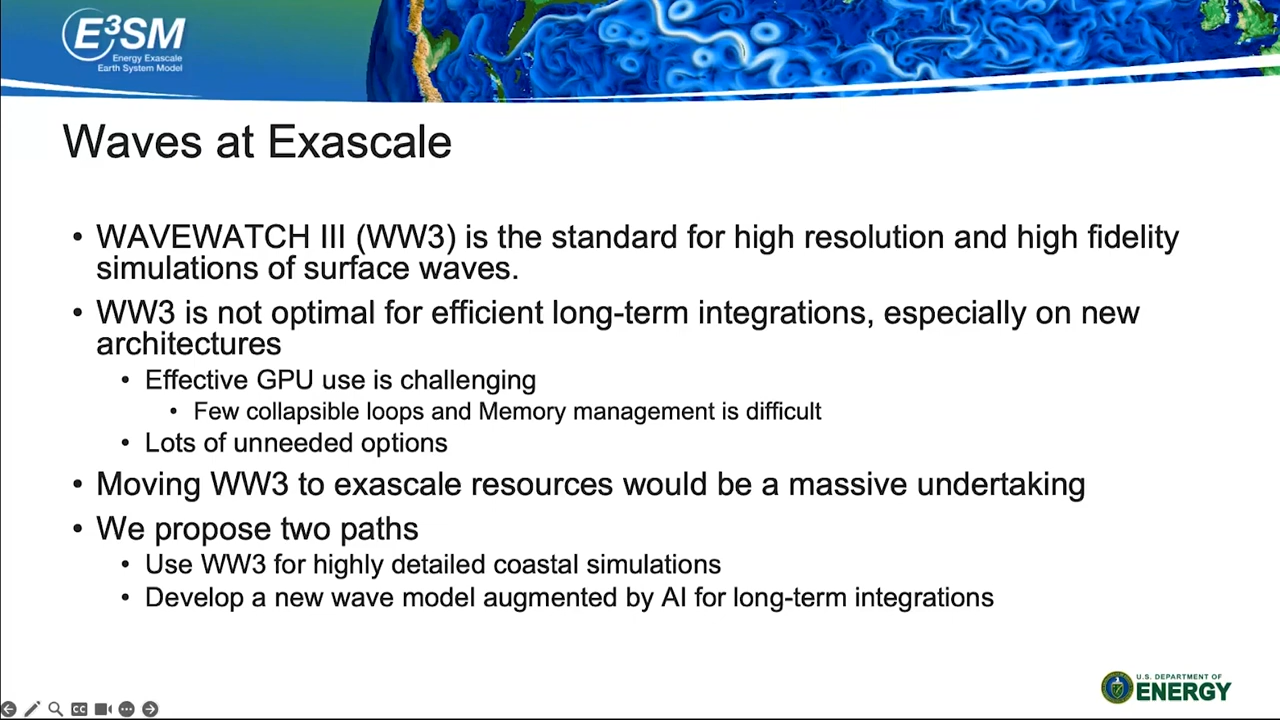 E³SM
Energy Exascale
Earth System Model
Waves at Exascale
• WAVEWATCH III (WW3) is the standard for high resolution and high fidelity
simulations of surface waves.
• WW3 is not optimal for efficient long-term integrations, especially on new
architectures
• Effective GPU use is challenging
• Few collapsible loops and Memory management is difficult
• Lots of unneeded options
• Moving WW3 to exascale resources would be a massive undertaking
• We propose two paths
• Use WW3 for highly detailed coastal simulations
• Develop a new wave model augmented by AI for long-term integrations
U.S. DEPARTMENT OF
ENERGY
CC